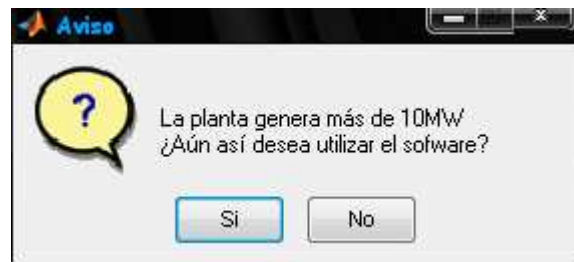 Aviso
?
La planta genera más de 10MW
¿Aún así desea utilizar el sofware?
Si
No